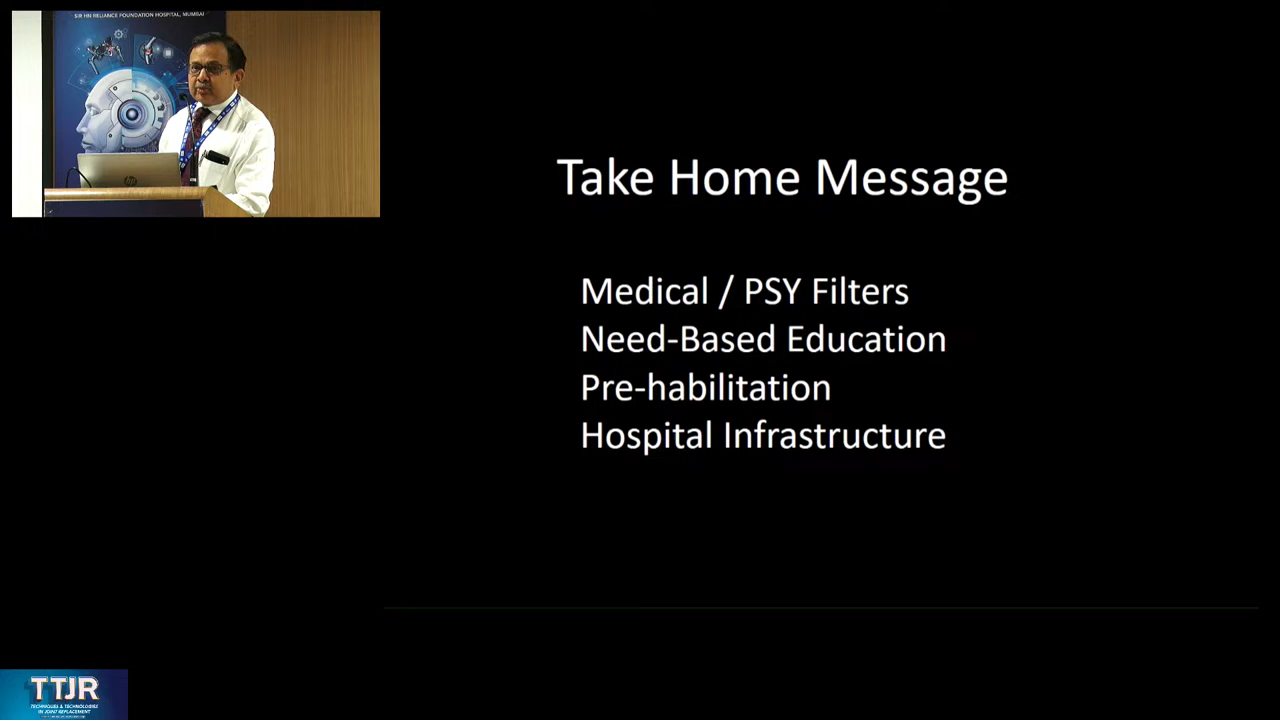 SIR HN RELIANCE FOUNDATION HOSPITAL, MUMBAI
Take Home Message
Medical / PSY Filters
Need-Based Education
Pre-habilitation
Hospital Infrastructure
hp
TTJR
TECHNIQUES & TECHNOLOGIES
IN JOINT REPLACEMENT